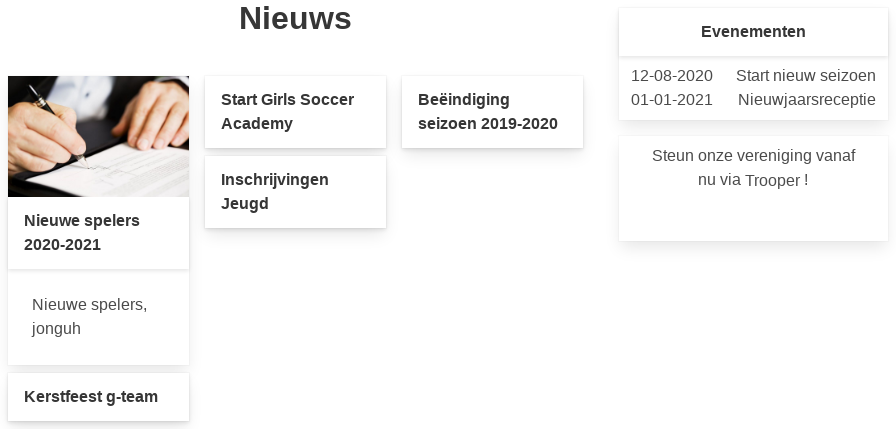 Nieuws
Nieuwe spelers
2020-2021
Nieuwe spelers,
jonguh
Kerstfeest g-team
Start Girls Soccer
Academy
Inschrijvingen
Jeugd
Beëindiging
seizoen 2019-2020
Evenementen
12-08-2020 Start nieuw seizoen
01-01-2021 Nieuwjaarsreceptie
Steun onze vereniging vanaf
nu via Trooper !